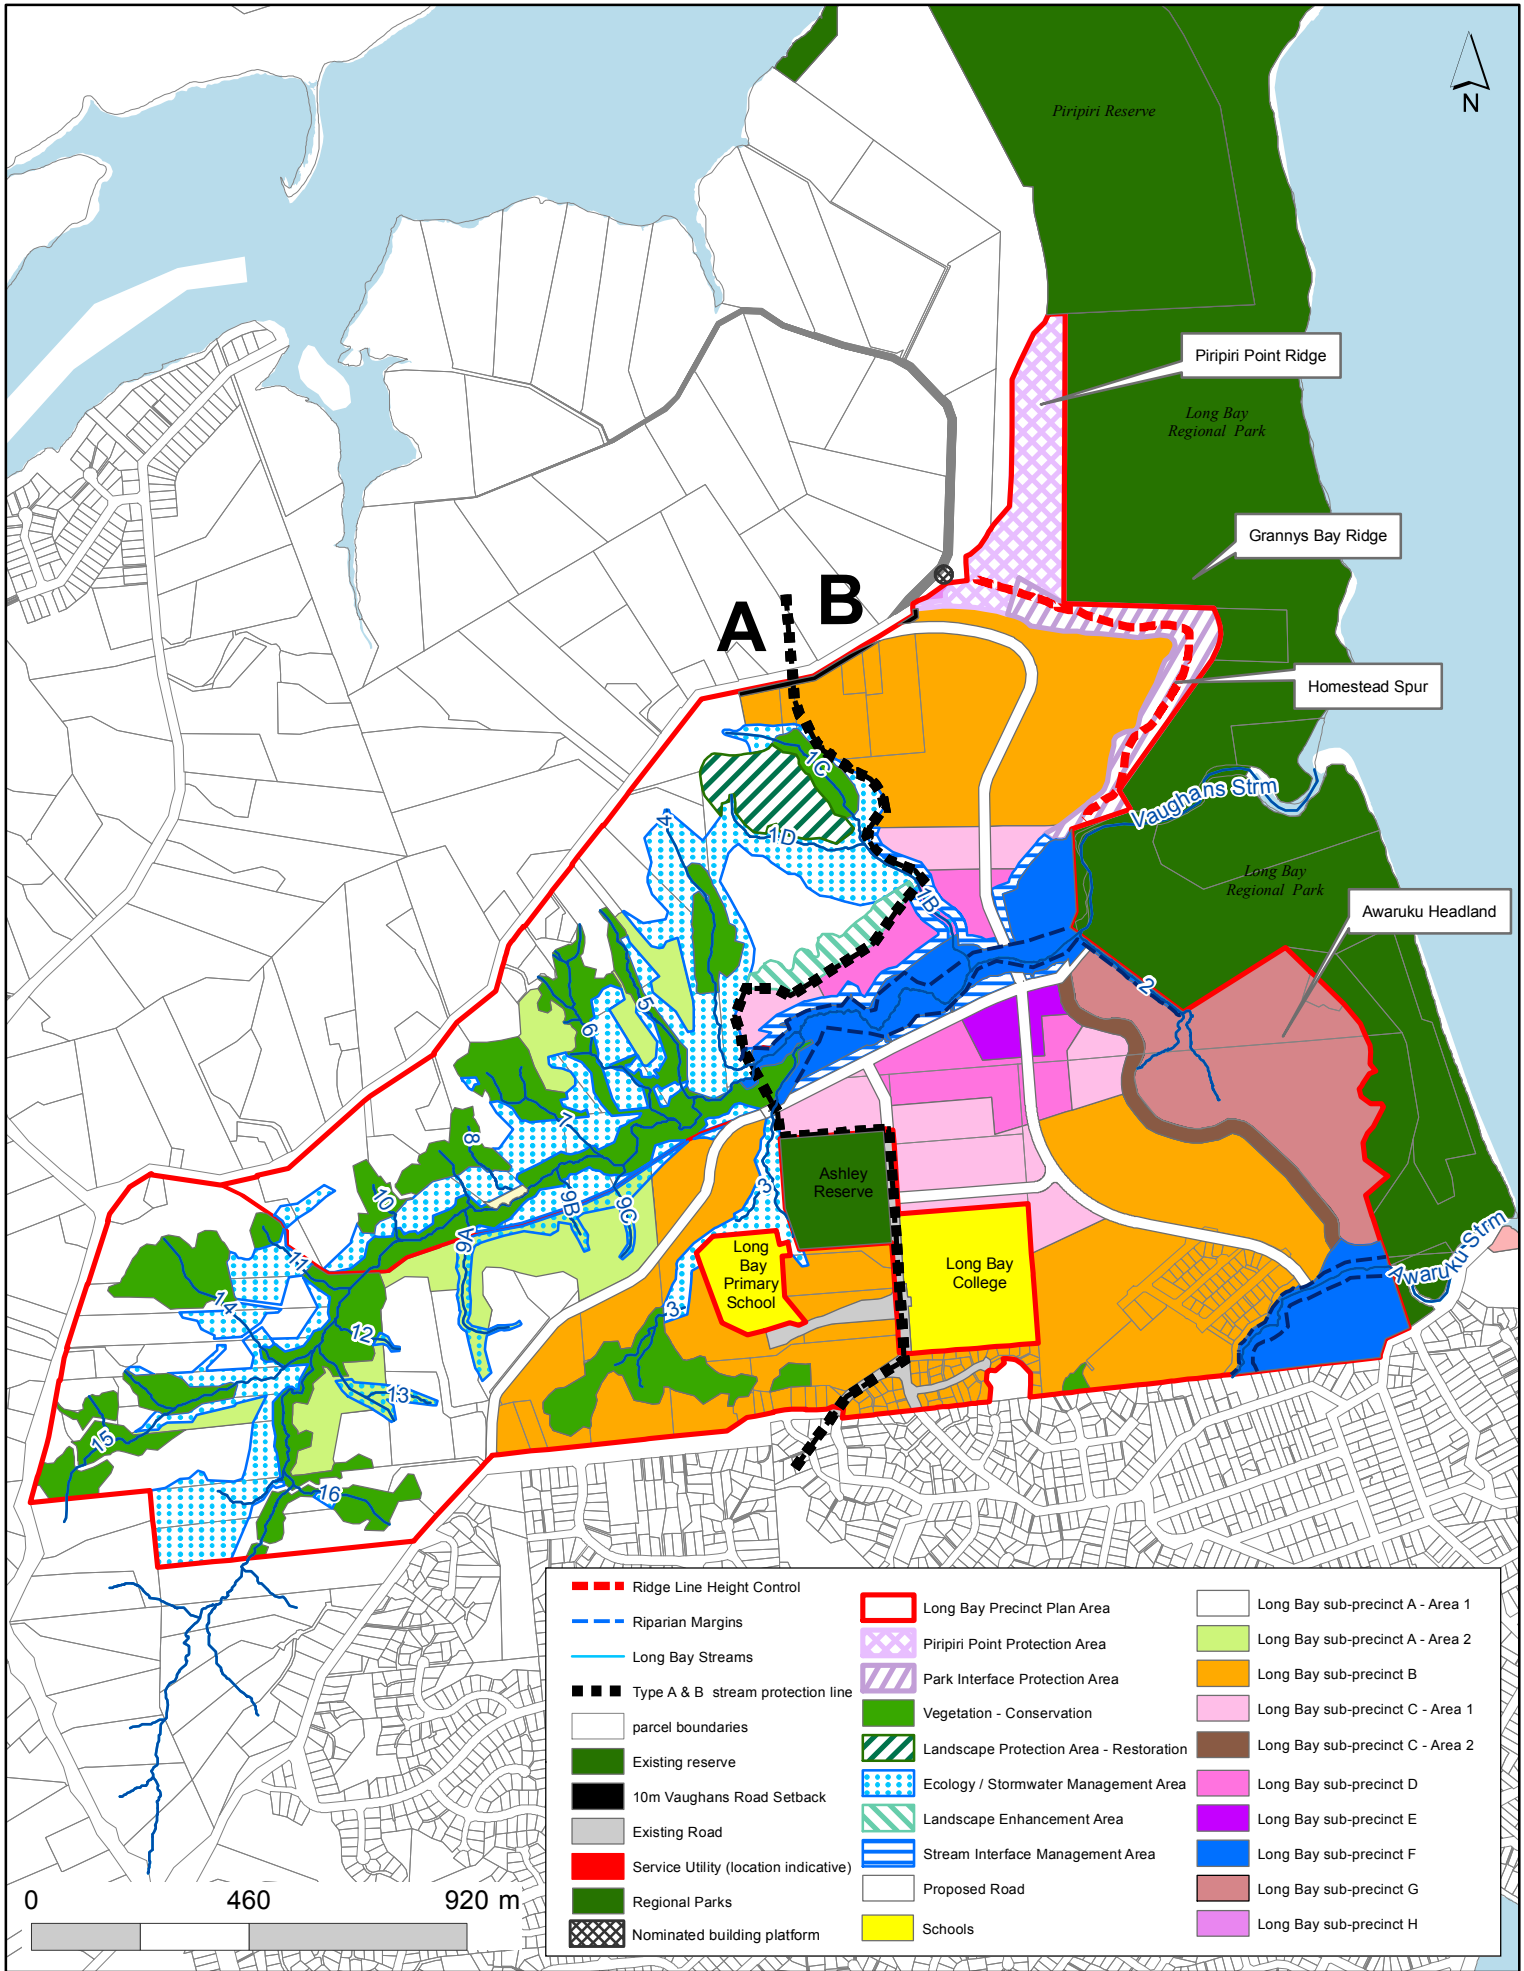 N
Piripiri Reserve
Piripiri Point Ridge
Long Bay
Regional Park
Grannys Bay Ridge
A
B
Homestead Spur
Vaughans Strm
1C
1D
4
1B
Long Bay
Regional Park
Awaruku Headland
2
5
6
7
8
3
Ashley
Reserve
10
9A
9B
9C
Long
Bay
Primary
School
Long Bay
College
Awaruku Strm
11
14
12
3
13
15
16
Ridge Line Height Control
Riparian Margins
Long Bay Streams
Type A & B stream protection line
parcel boundaries
Existing reserve
10m Vaughans Road Setback
Existing Road
Service Utility (location indicative)
Regional Parks
Nominated building platform
Long Bay Precinct Plan Area
Piripiri Point Protection Area
Park Interface Protection Area
Vegetation - Conservation
Landscape Protection Area - Restoration
Ecology / Stormwater Management Area
Landscape Enhancement Area
Stream Interface Management Area
Proposed Road
Schools
Long Bay sub-precinct A - Area 1
Long Bay sub-precinct A - Area 2
Long Bay sub-precinct B
Long Bay sub-precinct C - Area 1
Long Bay sub-precinct C - Area 2
Long Bay sub-precinct D
Long Bay sub-precinct E
Long Bay sub-precinct F
Long Bay sub-precinct G
Long Bay sub-precinct H
0 460 920 m